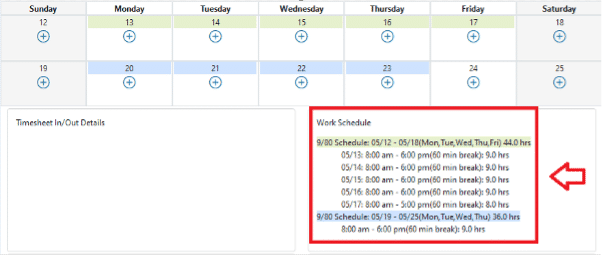 Sunday Monday Tuesday Wednesday Thursday Friday Saturday
12 13 14 15 16 17 18
19 20 21 22 23 24 25
Timesheet In/Out Details
Work Schedule
9/80 Schedule: 05/12 - 05/18(Mon,Tue,Wed,Thu,Fri) 44.0 hrs
05/13: 8:00 am - 6:00 pm(60 min break): 9.0 hrs
05/14: 8:00 am - 6:00 pm(60 min break): 9.0 hrs
05/15: 8:00 am - 6:00 pm(60 min break): 9.0 hrs
05/16: 8:00 am - 6:00 pm(60 min break): 9.0 hrs
05/17: 8:00 am - 5:00 pm(60 min break): 8.0 hrs
9/80 Schedule: 05/19 - 05/25(Mon,Tue,Wed,Thu) 36.0 hrs
8:00 am - 6:00 pm(60 min break): 9.0 hrs